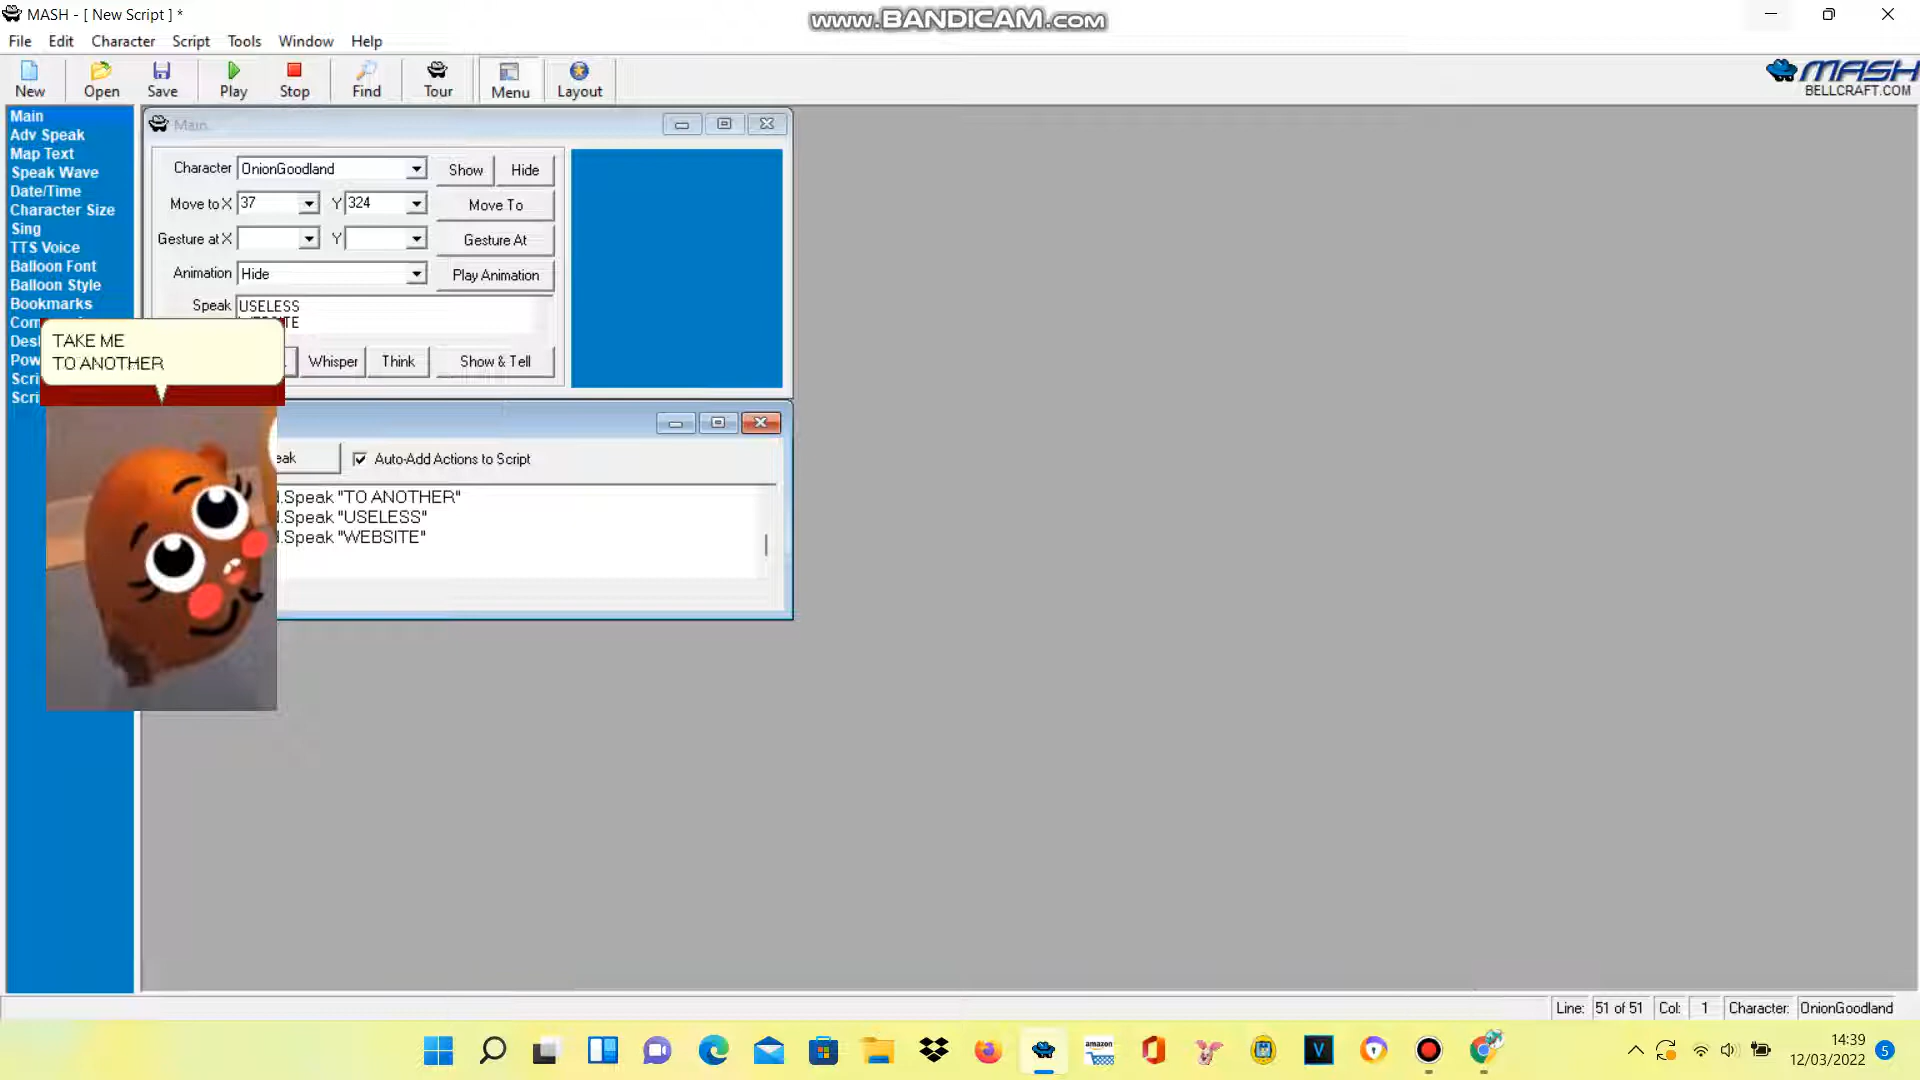 MASH - [ New Script ] *
www.BANDICAM.com
File Edit Character Script Tools Window Help
New Open Save Play Stop Find Tour Menu Layout
MASH
BELLCRAFT.COM
Main
Adv Speak
Map Text
Speak Wave
Date/Time
Character Size
Sing
TTS Voice
Balloon Font
Balloon Style
Bookmarks
Main
Character OnionGoodland Show Hide
Move to X 37 Y 324 Move To
Gesture at X Y Gesture At
Animation Hide Play Animation
Speak USELESS
Whisper Think Show & Tell
TAKE ME
TO ANOTHER
Auto-Add Actions to Script
.Speak "TO ANOTHER"
.Speak "USELESS"
.Speak "WEBSITE"
Line: 51 of 51 Col: 1 Character: OnionGoodland
amazon
V
14:39
12/03/2022
5